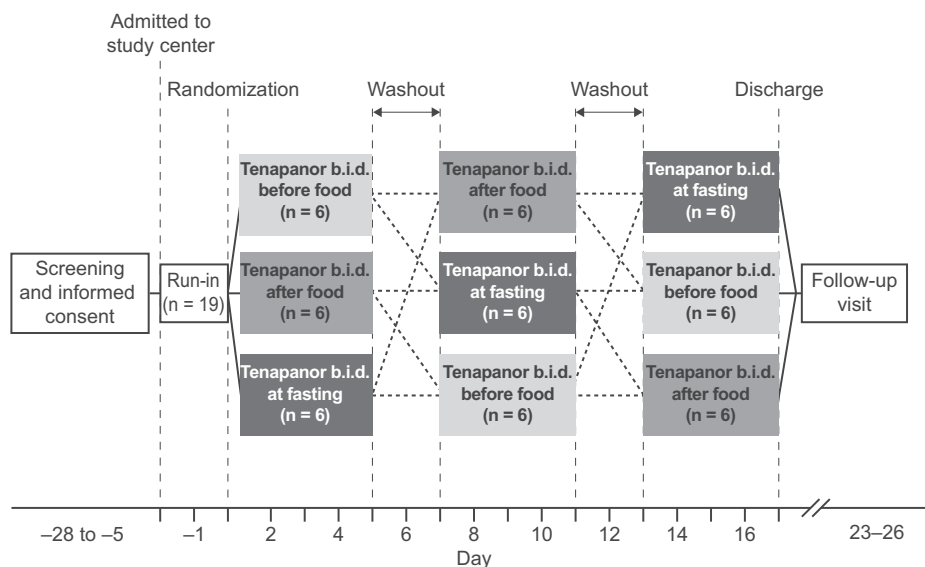 Admitted to
study center
Randomization
Washout
Washout
Discharge
Tenapanor b.i.d.
before food
(n = 6)
Tenapanor b.i.d.
after food
(n = 6)
Tenapanor b.i.d.
at fasting
(n = 6)
Screening
and informed
consent
Run-in
(n = 19)
Tenapanor b.i.d.
after food
(n = 6)
Tenapanor b.i.d.
at fasting
(n = 6)
Tenapanor b.i.d.
before food
(n = 6)
Follow-up
visit
Tenapanor b.i.d.
at fasting
(n = 6)
Tenapanor b.i.d.
before food
(n = 6)
Tenapanor b.i.d.
after food
(n = 6)
–28 to –5 –1 2 4 6 8 10 12 14 16 23–26
Day